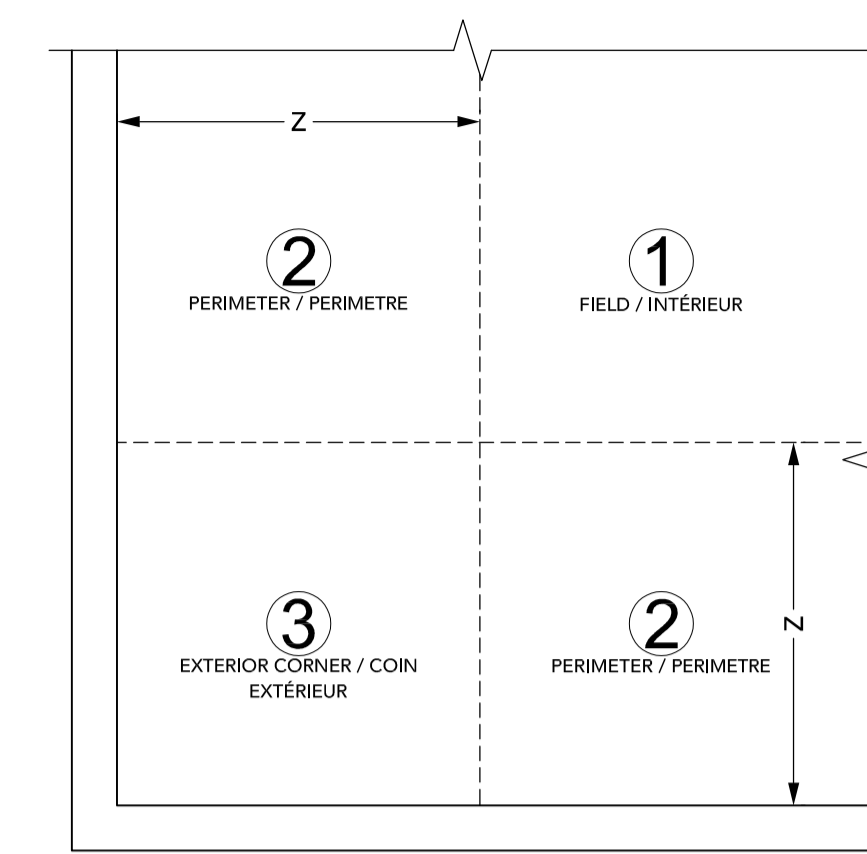 Z
2
PERIMETER / PERIMETRE
1
FIELD / INTÉRIEUR
3
EXTERIOR CORNER / COIN
EXTÉRIEUR
2
PERIMETER / PERIMETRE
Z